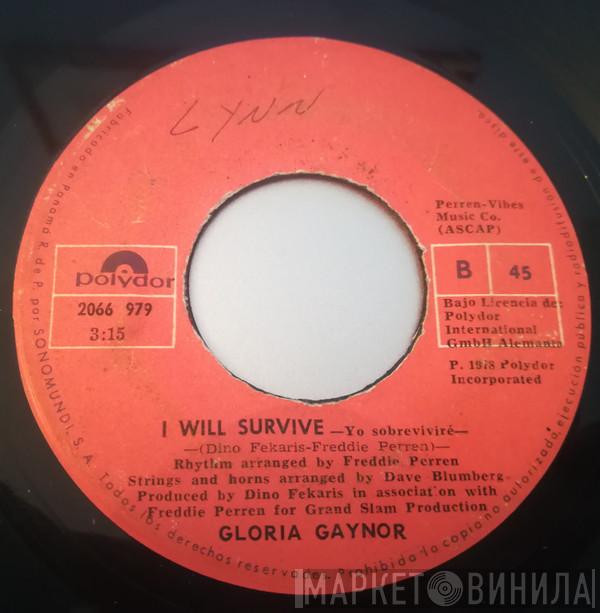 LYNN
Perren-Vibes
Music Co.
(ASCAP)
polydor
2066 979
3:15
B 45
Bajo Licencia de:
Polydor
International
GmbH Alemania
P. 1978 Polydor
Incorporated
I WILL SURVIVE —Yo sobreviviré—
—(Dino Fekaris-Freddie Perren)—
Rhythm arranged by Freddie Perren
Strings and horns arranged by Dave Blumberg
Produced by Dino Fekaris in association with
Freddie Perren for Grand Slam Production
GLORIA GAYNOR
Fabricado en Panamá R. de P. por SONOMUNDI, S. A. Todos los derechos reservados. Prohibida la copia no autorizada, ejecución pública y radiodifusión de este disco.
МАРКЕТ ВИНИЛА